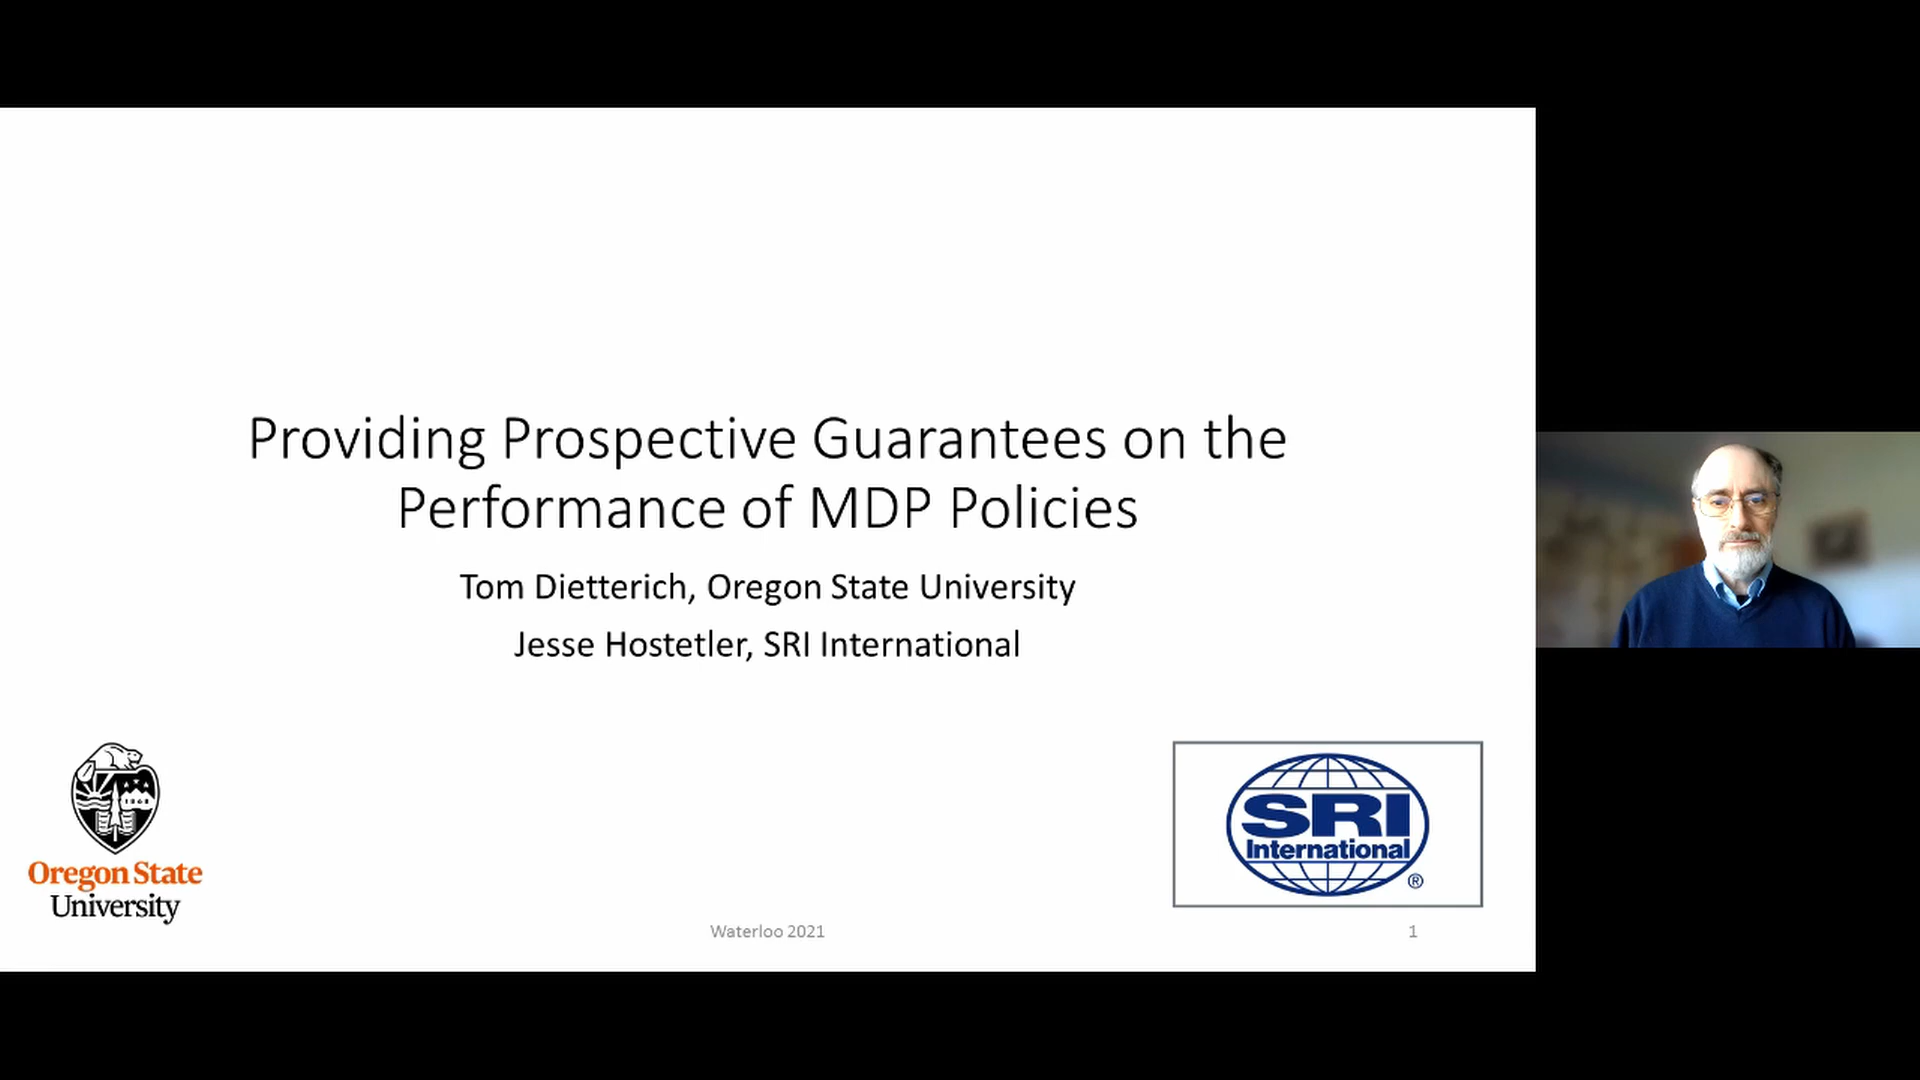 Providing Prospective Guarantees on the
Performance of MDP Policies
Tom Dietterich, Oregon State University
Jesse Hostetler, SRI International
1868
Oregon State
University
SRI
International
®
Waterloo 2021
1